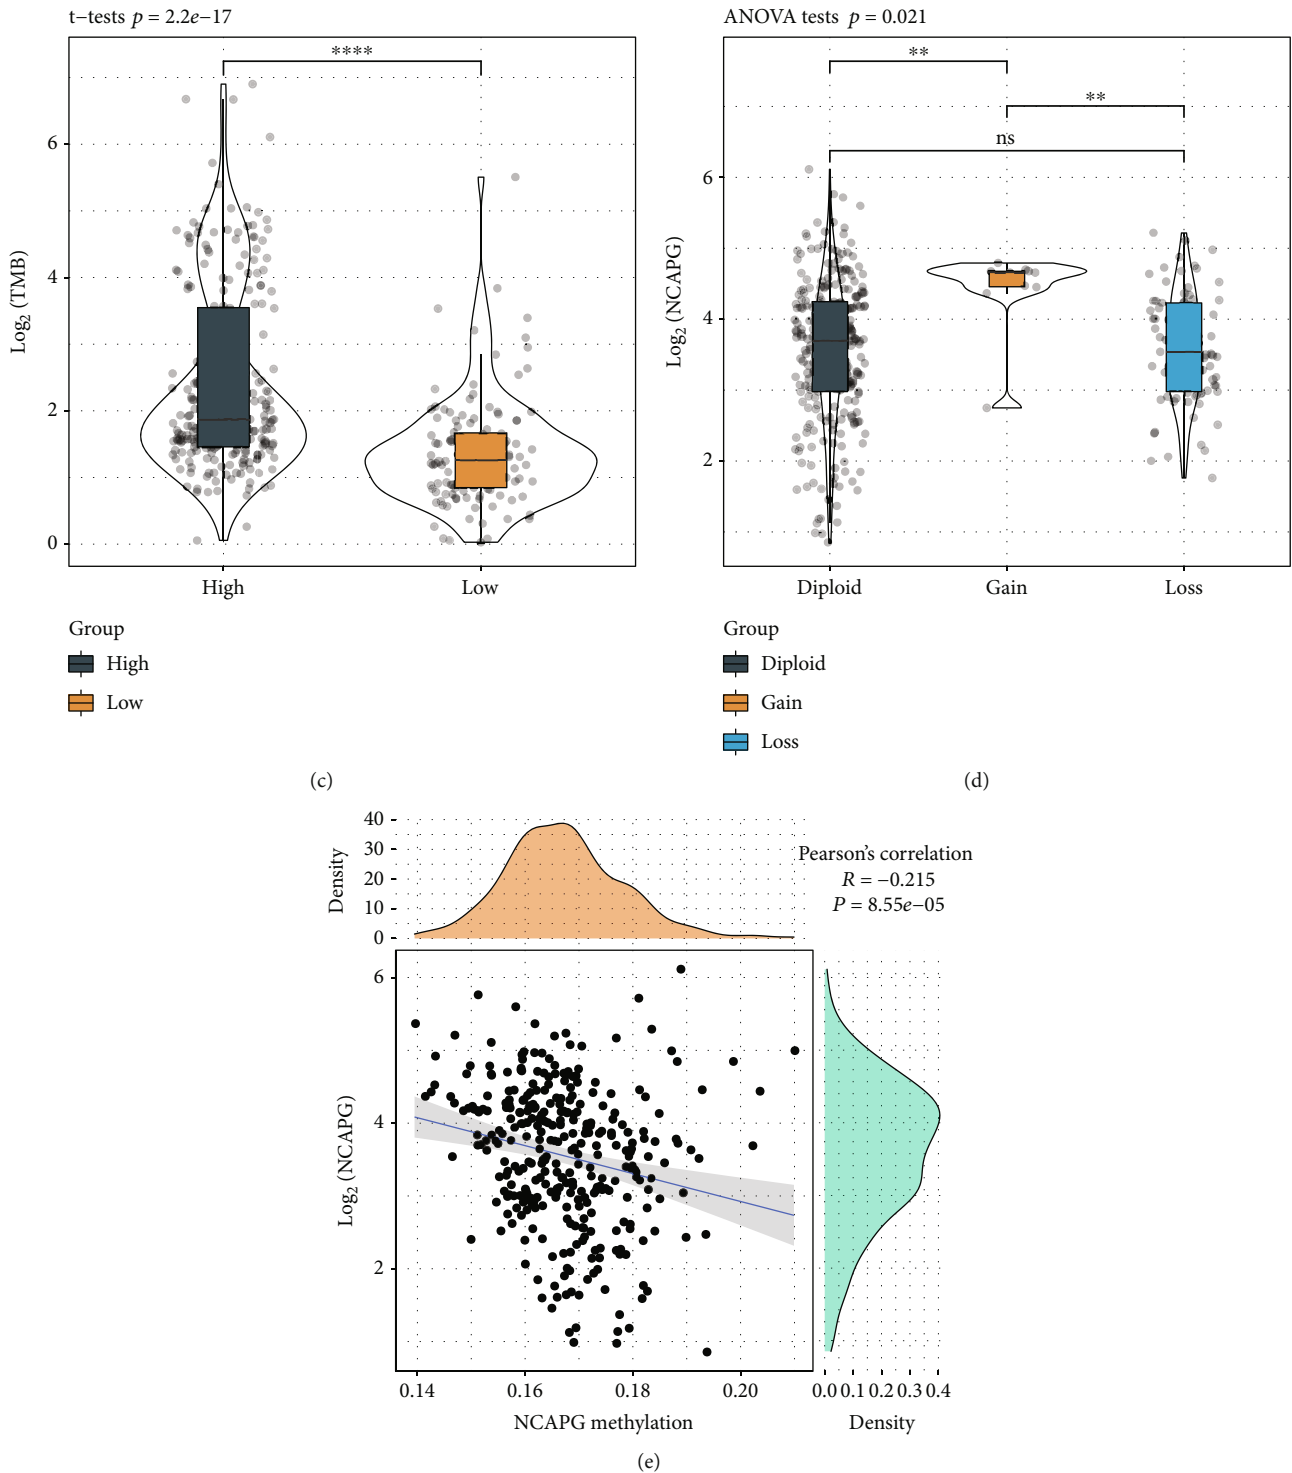 t−tests p = 2.2e−17
****
6
4
2
0
Log2 (TMB)
High
Low
Group
High
Low
(c)
ANOVA tests p = 0.021
**
**
ns
6
4
2
Log2 (NCAPG)
Diploid
Gain
Loss
Group
Diploid
Gain
Loss
(d)
40
30
20
10
0
Density
Pearson's correlation
R = −0.215
P = 8.55e−05
6
4
2
Log2 (NCAPG)
0.14 0.16 0.18 0.20
NCAPG methylation
0.0 0.1 0.2 0.3 0.4
Density
(e)